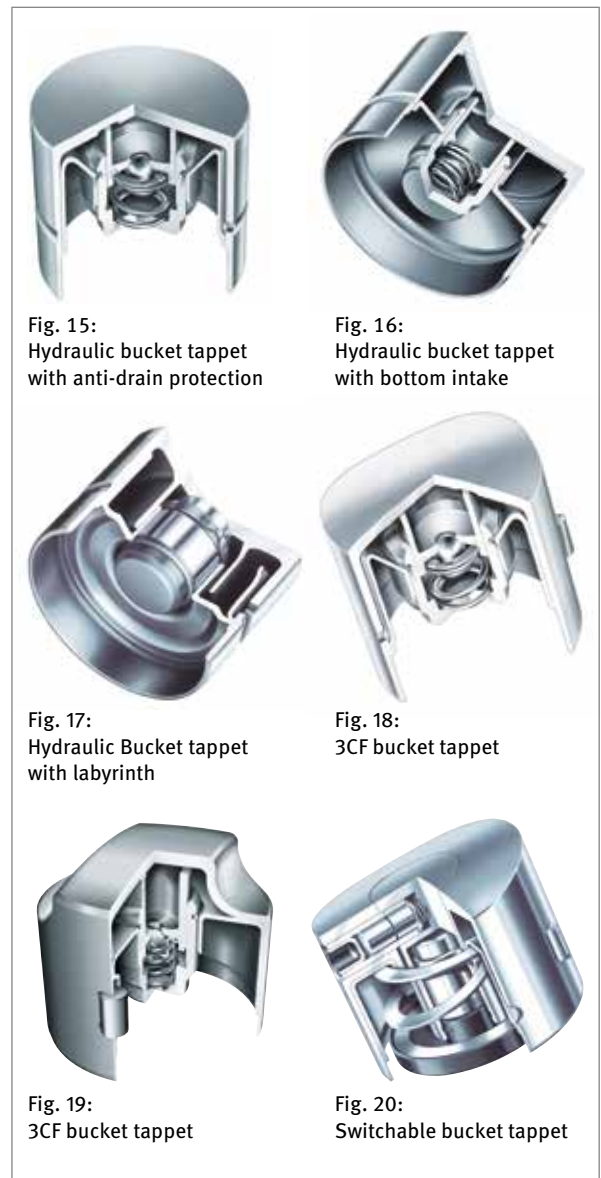 Fig. 15:
Hydraulic bucket tappet
with anti-drain protection
Fig. 16:
Hydraulic bucket tappet
with bottom intake
Fig. 17:
Hydraulic Bucket tappet
with labyrinth
Fig. 18:
3CF bucket tappet
Fig. 19:
3CF bucket tappet
Fig. 20:
Switchable bucket tappet